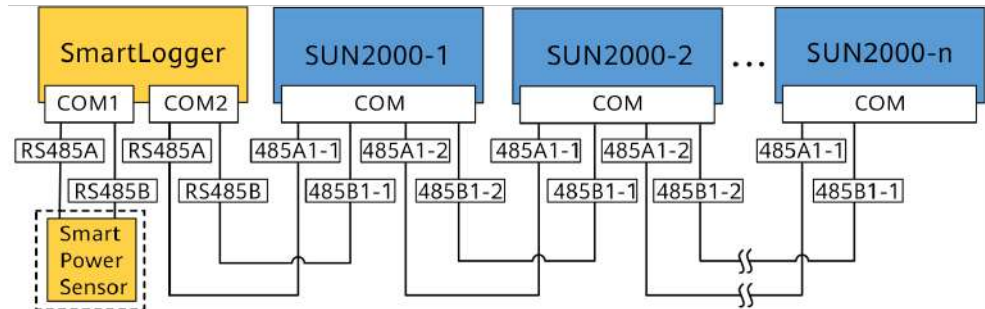 SmartLogger
SUN2000-1
SUN2000-2
...
SUN2000-n
COM1
COM2
COM
COM
COM
RS485A
RS485A
485A1-1
485A1-2
485A1-1
485A1-2
485A1-1
RS485B
RS485B
485B1-1
485B1-2
485B1-1
485B1-2
485B1-1
Smart
Power
Sensor